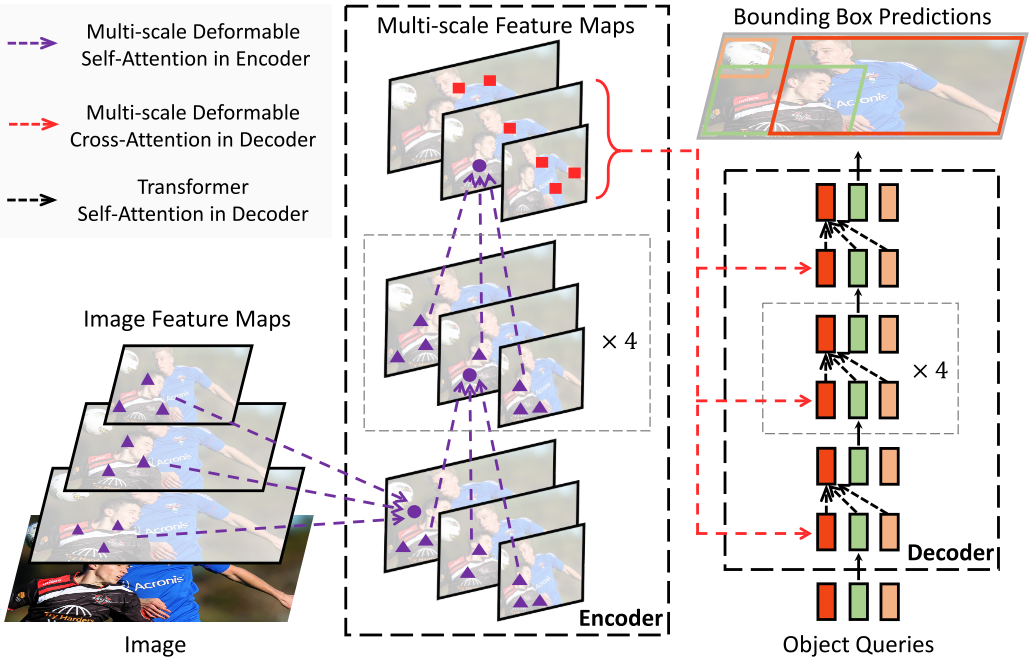 Multi-scale Deformable
Self-Attention in Encoder
Multi-scale Deformable
Cross-Attention in Decoder
Transformer
Self-Attention in Decoder
Image Feature Maps
Acronis
Acronis
Image
Multi-scale Feature Maps
× 4
Encoder
Bounding Box Predictions
Acronis
× 4
Decoder
Object Queries